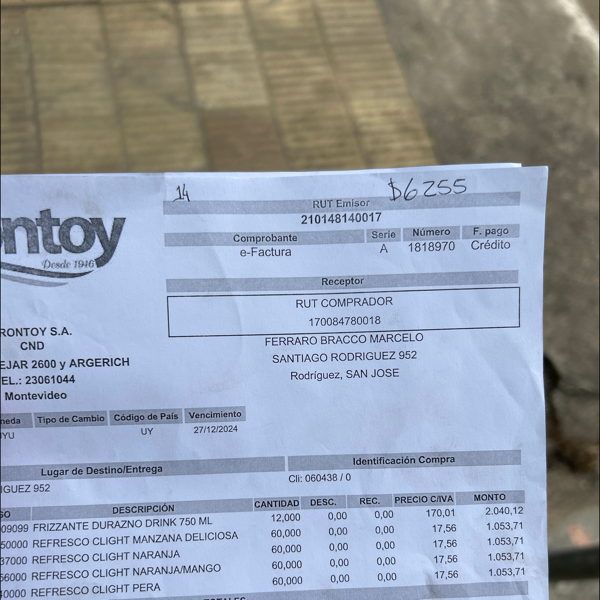 14 $6255
RUT Emisor
210148140017
Comprobante Serie Número F. pago
e-Factura A 1818970 Crédito
ntoy
Desde 1916
Receptor
RUT COMPRADOR
170084780018
FERRARO BRACCO MARCELO
SANTIAGO RODRIGUEZ 952
Rodríguez, SAN JOSE
RONTOY S.A.
CND
EJAR 2600 y ARGERICH
EL.: 23061044
Montevideo
neda Tipo de Cambio Código de País Vencimiento
UYU UY 27/12/2024
Lugar de Destino/Entrega Identificación Compra
IGUEZ 952 Cli: 060438 / 0
GO DESCRIPCIÓN CANTIDAD DESC. REC. PRECIO C/IVA MONTO
09099 FRIZZANTE DURAZNO DRINK 750 ML 12,000 0,00 0,00 170,01 2.040,12
50000 REFRESCO CLIGHT MANZANA DELICIOSA 60,000 0,00 0,00 17,56 1.053,71
37000 REFRESCO CLIGHT NARANJA 60,000 0,00 0,00 17,56 1.053,71
56000 REFRESCO CLIGHT NARANJA/MANGO 60,000 0,00 0,00 17,56 1.053,71
40000 REFRESCO CLIGHT PERA 60,000 0,00 0,00 17,56 1.053,71